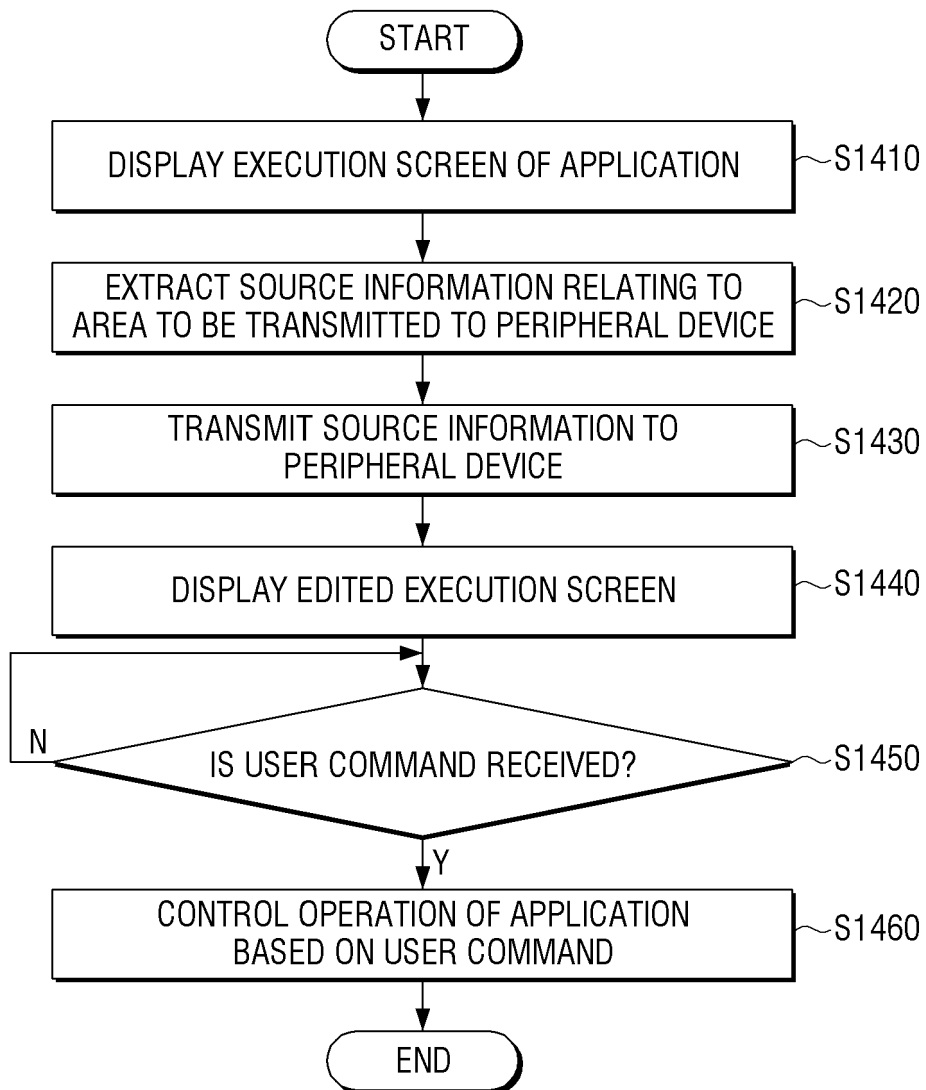 START
DISPLAY EXECUTION SCREEN OF APPLICATION
S1410
EXTRACT SOURCE INFORMATION RELATING TO
AREA TO BE TRANSMITTED TO PERIPHERAL DEVICE
S1420
TRANSMIT SOURCE INFORMATION TO
PERIPHERAL DEVICE
S1430
DISPLAY EDITED EXECUTION SCREEN
S1440
N
IS USER COMMAND RECEIVED?
S1450
Y
CONTROL OPERATION OF APPLICATION
BASED ON USER COMMAND
S1460
END